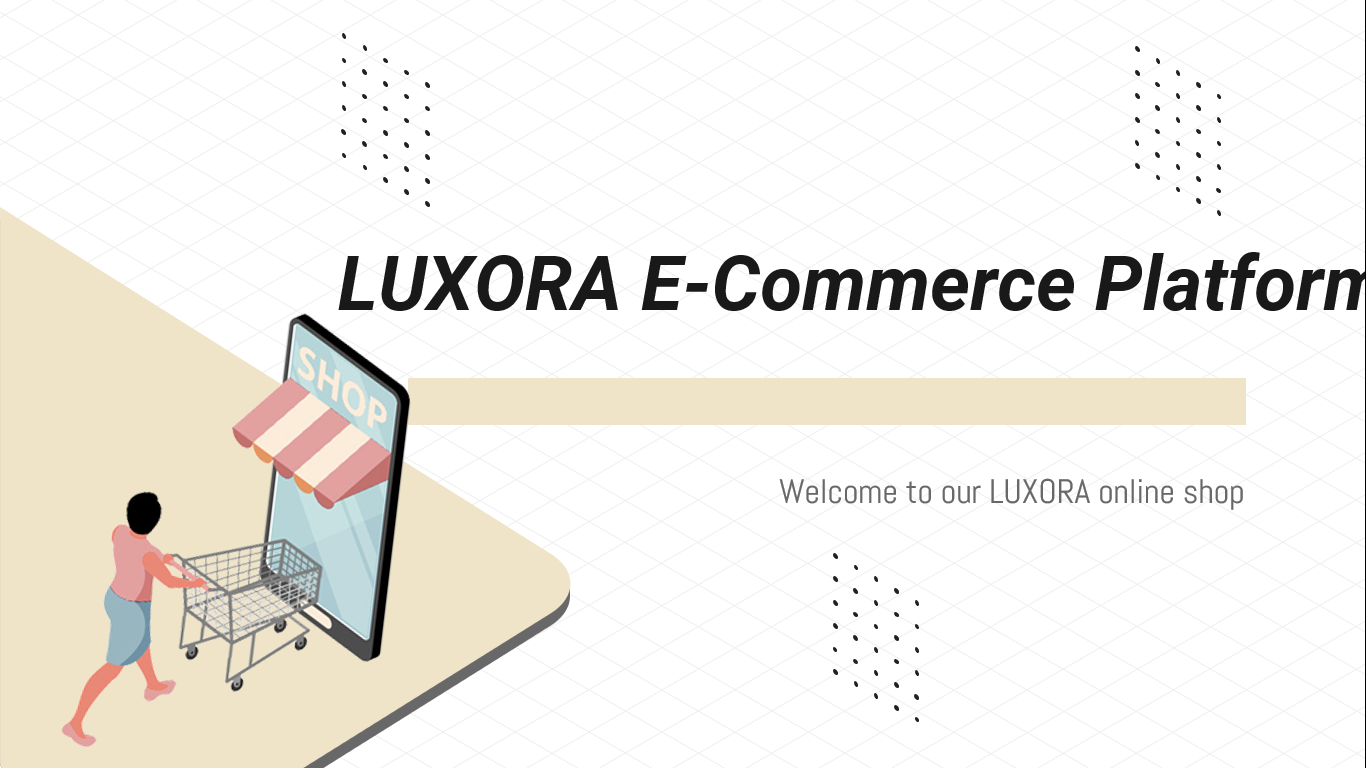 LUXORA E-Commerce Platform
SHOP
Welcome to our LUXORA online shop